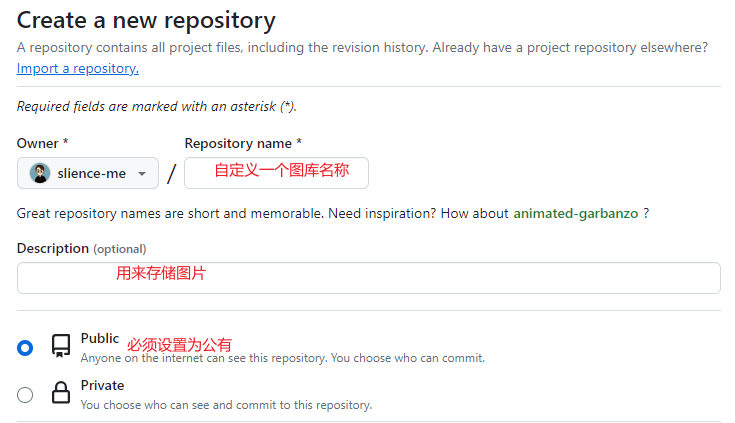 Create a new repository
A repository contains all project files, including the revision history. Already have a project repository elsewhere?
Import a repository.
Required fields are marked with an asterisk (*).
Owner *
Repository name *
slience-me
/
自定义一个图库名称
Great repository names are short and memorable. Need inspiration? How about animated-garbanzo ?
Description (optional)
用来存储图片
Public
必须设置为公有
Anyone on the internet can see this repository. You choose who can commit.
Private
You choose who can see and commit to this repository.